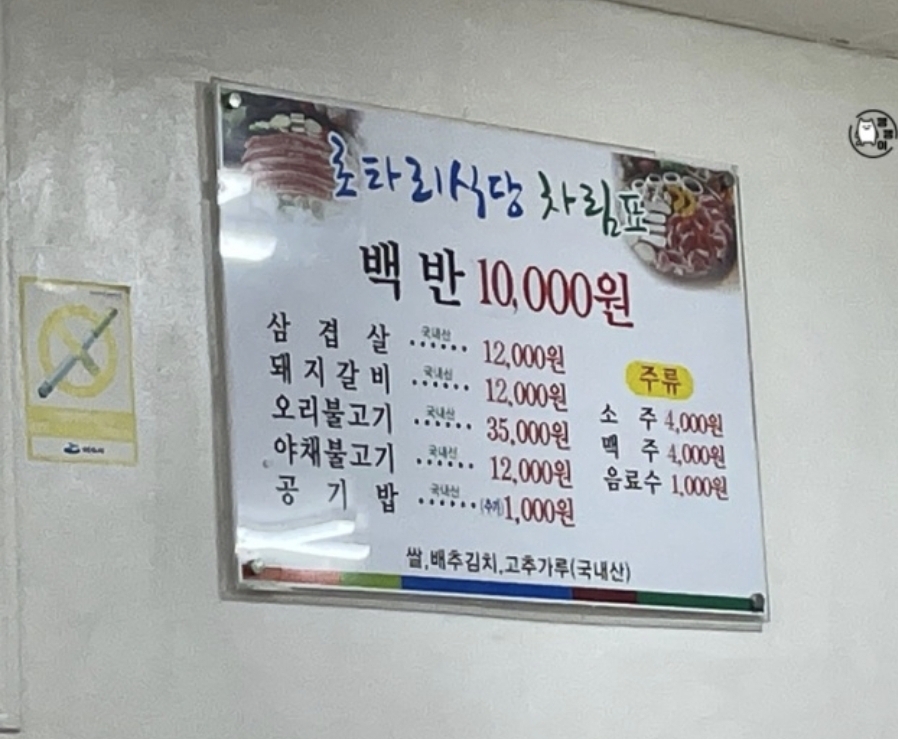 로타리식당 차림표
백반 10,000원
삼겹살 국내산 ······ 12,000원
돼지갈비 국내산 ······ 12,000원
오리불고기 국내산 ······ 35,000원
야채불고기 국내산 ······ 12,000원
공기밥 국내산 ······ (추가)1,000원
주류
소주 4,000원
맥주 4,000원
음료수 1,000원
쌀,배추김치,고추가루(국내산)